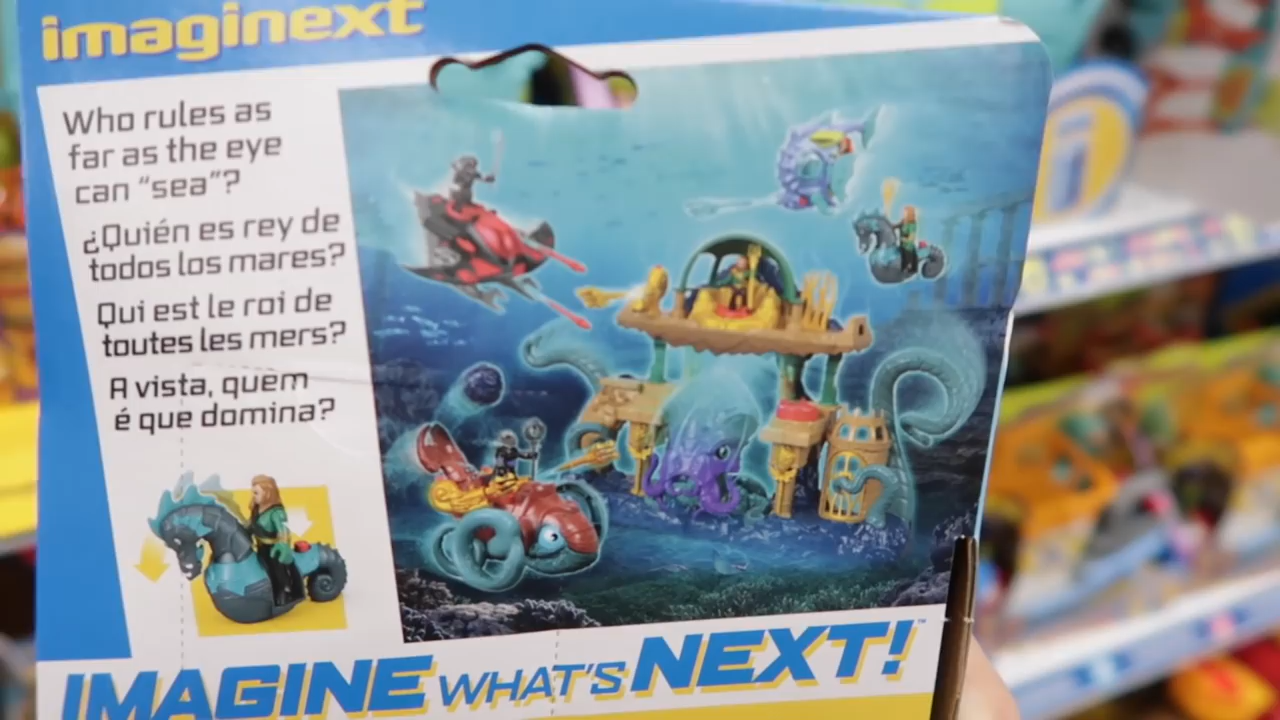 imaginext
Who rules as
far as the eye
can "sea"?
¿Quién es rey de
todos los mares?
Qui est le roi de
toutes les mers?
A vista, quem
é que domina?
IMAGINE WHAT'S NEXT!™
i